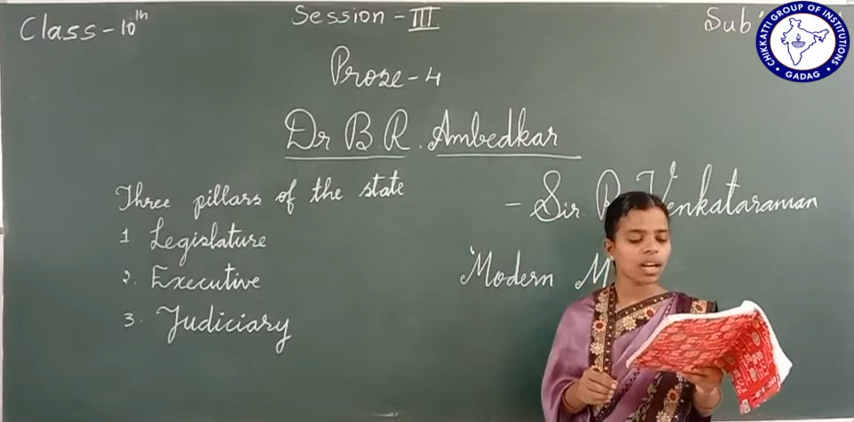 Class - 10th
Session - III
Sub
Prose - 4
Dr B. R. Ambedkar
- Sir. Venkataraman
Three pillars of the state
1 Legislature
2. Executive
3. Judiciary
"Modern M
CHIKKATTI GROUP OF INSTITUTIONS
GADAG